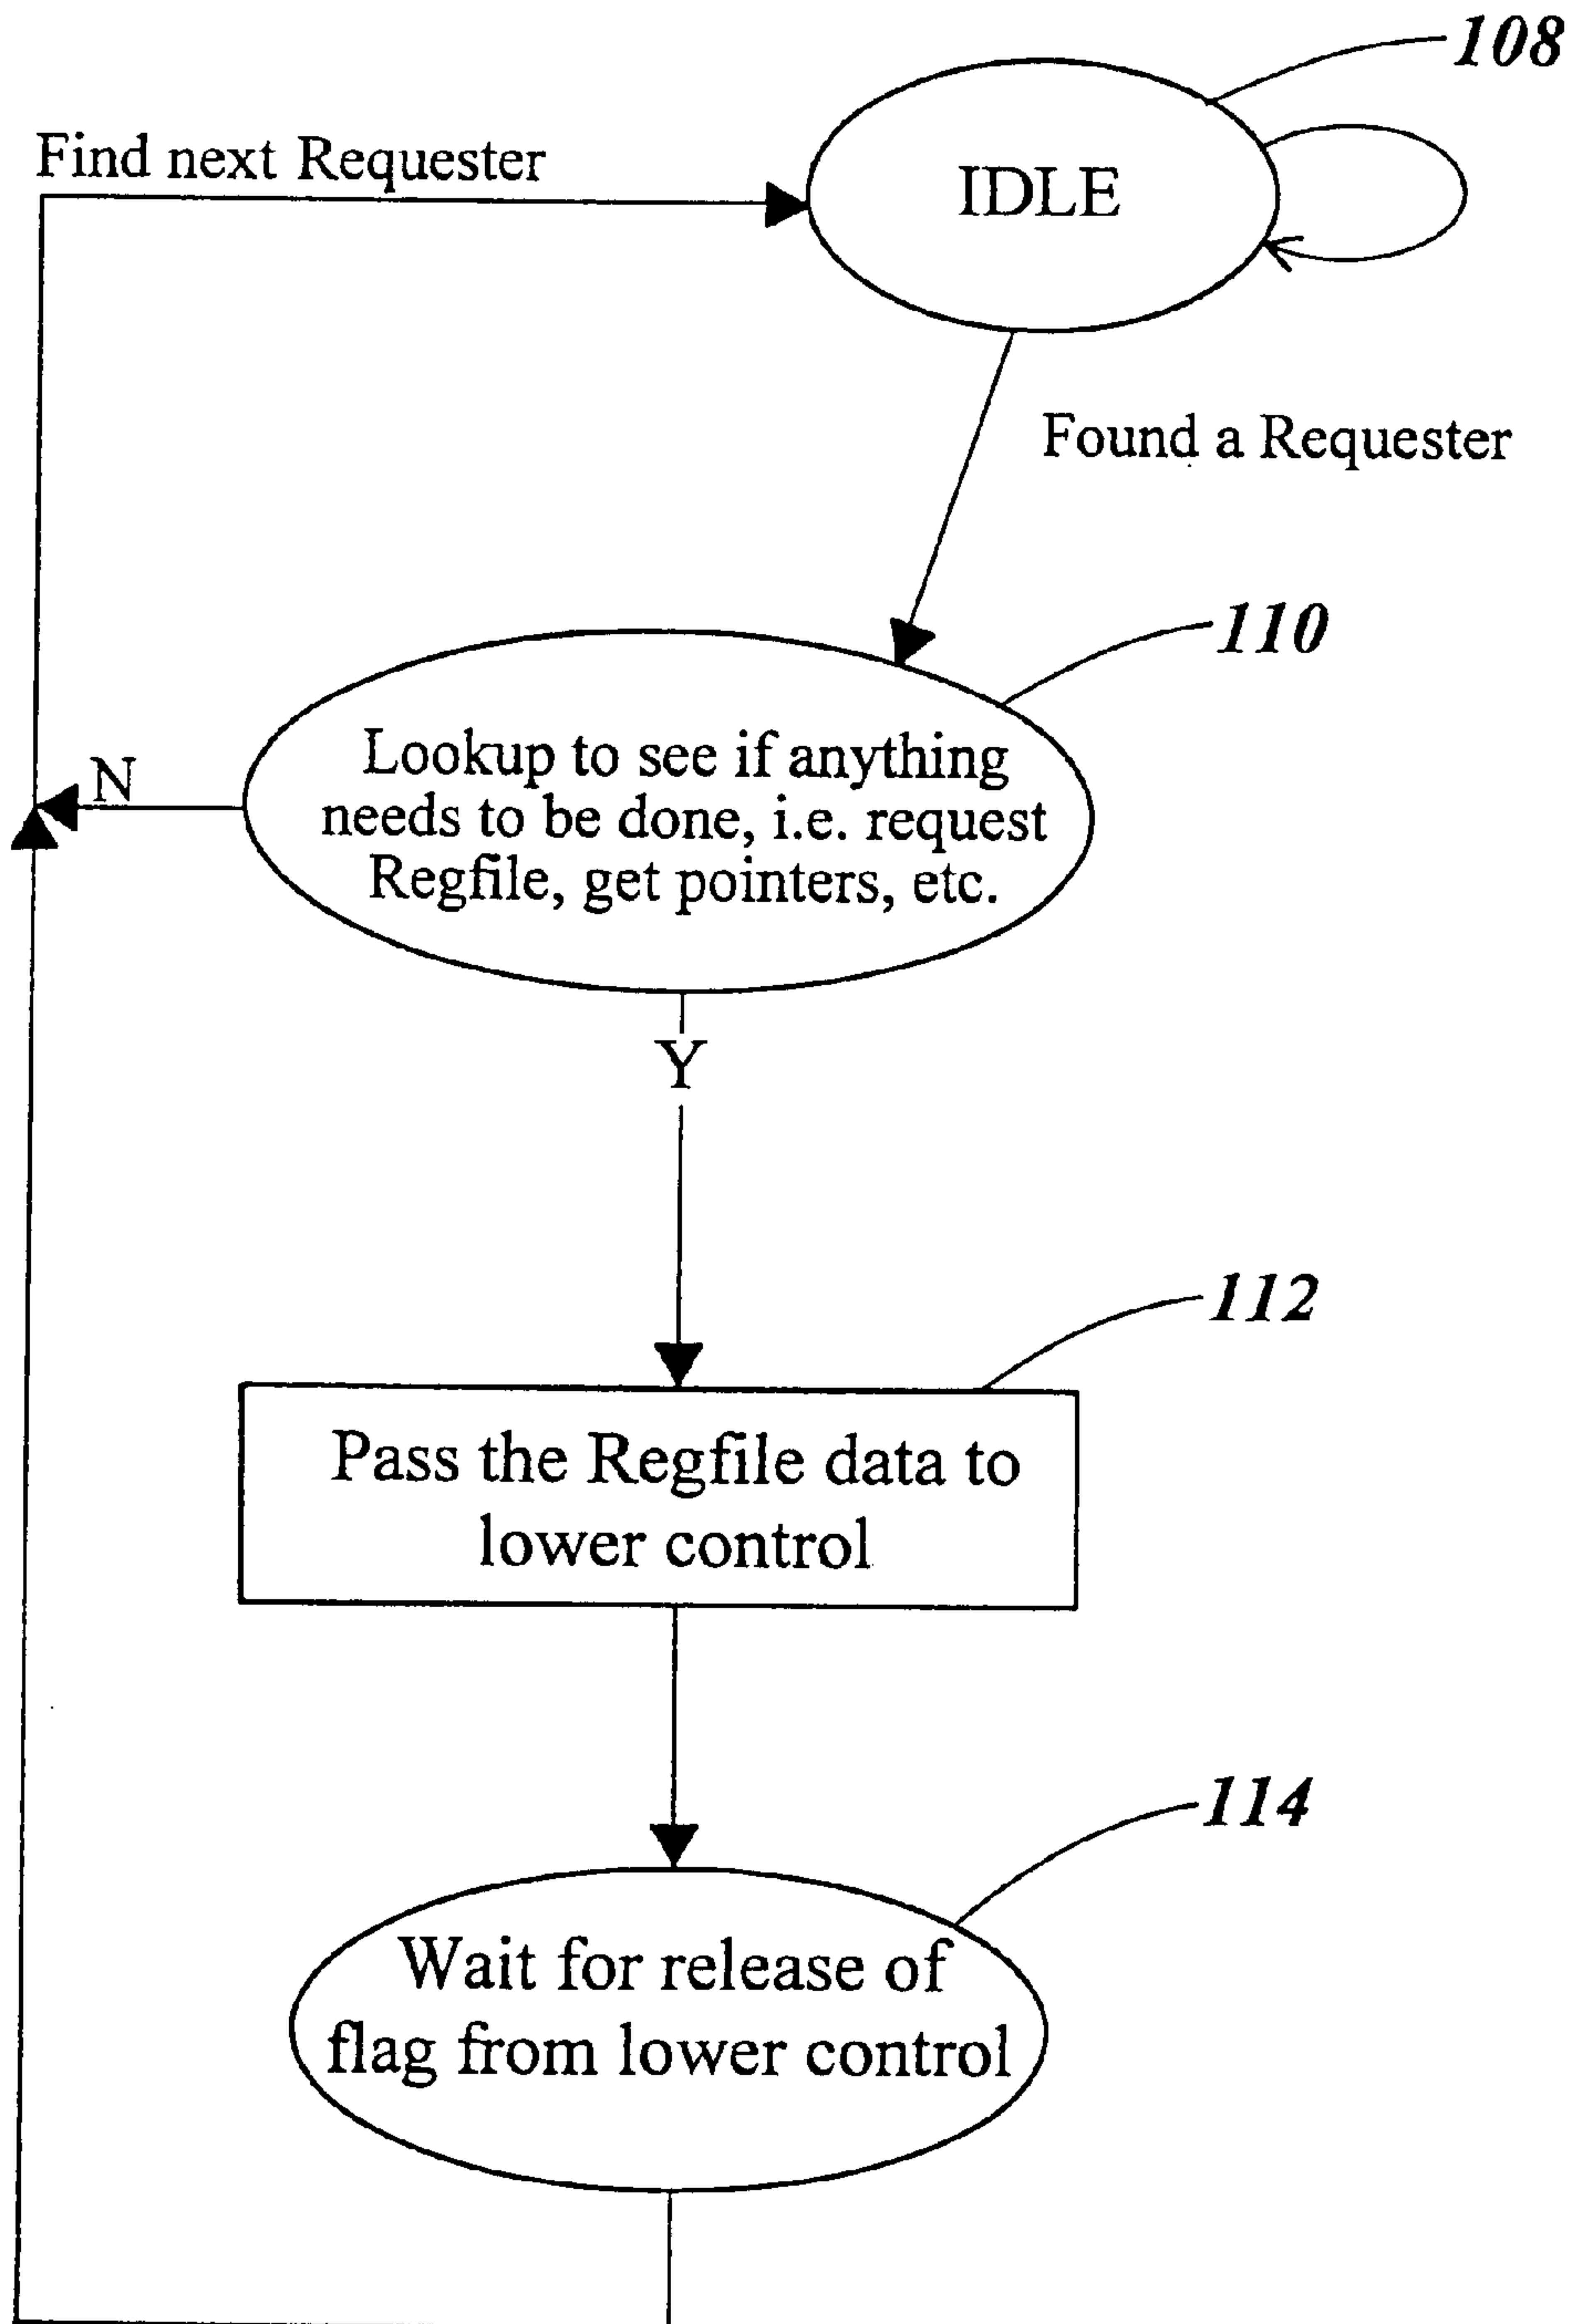 108
Find next Requester
IDLE
Found a Requester
110
Lookup to see if anything
needs to be done, i.e. request
Regfile, get pointers, etc.
N
Y
112
Pass the Regfile data to
lower control
114
Wait for release of
flag from lower control